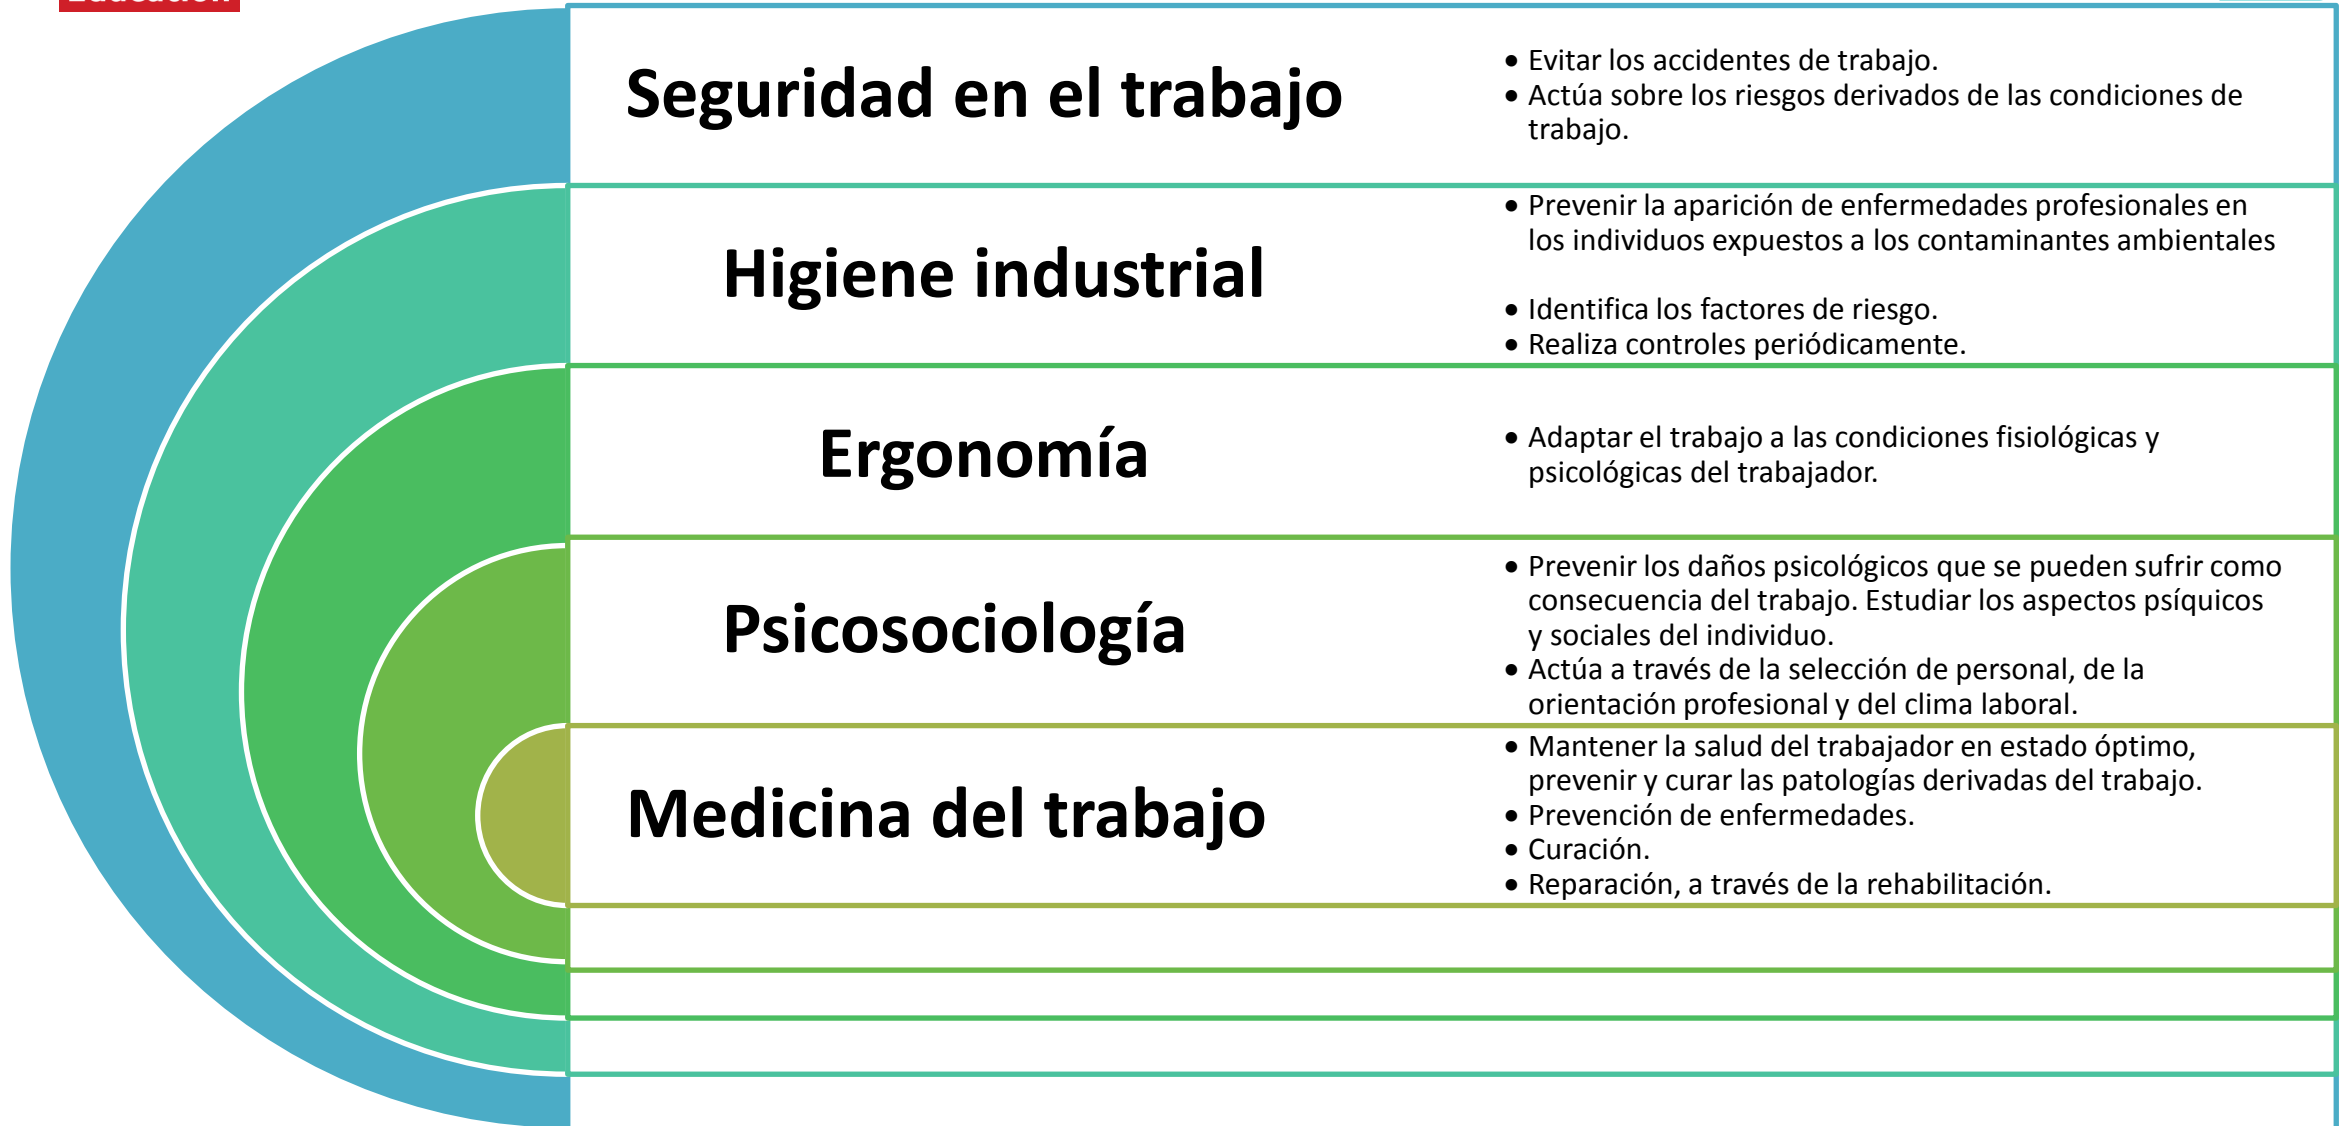 Seguridad en el trabajo
• Evitar los accidentes de trabajo.
• Actúa sobre los riesgos derivados de las condiciones de
trabajo.
Higiene industrial
• Prevenir la aparición de enfermedades profesionales en
los individuos expuestos a los contaminantes ambientales
• Identifica los factores de riesgo.
• Realiza controles periódicamente.
Ergonomía
• Adaptar el trabajo a las condiciones fisiológicas y
psicológicas del trabajador.
Psicosociología
• Prevenir los daños psicológicos que se pueden sufrir como
consecuencia del trabajo. Estudiar los aspectos psíquicos
y sociales del individuo.
• Actúa a través de la selección de personal, de la
orientación profesional y del clima laboral.
Medicina del trabajo
• Mantener la salud del trabajador en estado óptimo,
prevenir y curar las patologías derivadas del trabajo.
• Prevención de enfermedades.
• Curación.
• Reparación, a través de la rehabilitación.